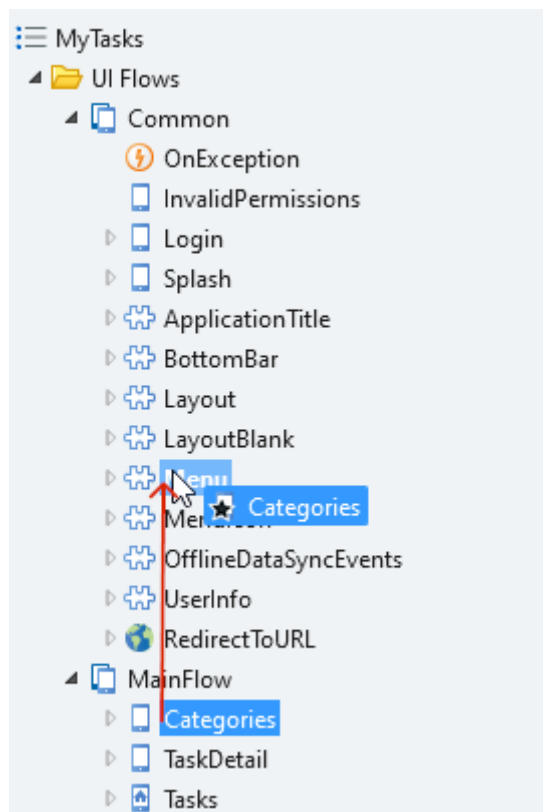 MyTasks
UI Flows
Common
OnException
InvalidPermissions
Login
Splash
ApplicationTitle
BottomBar
Layout
LayoutBlank
Menu
Categories
OfflineDataSyncEvents
UserInfo
RedirectToURL
MainFlow
Categories
TaskDetail
Tasks